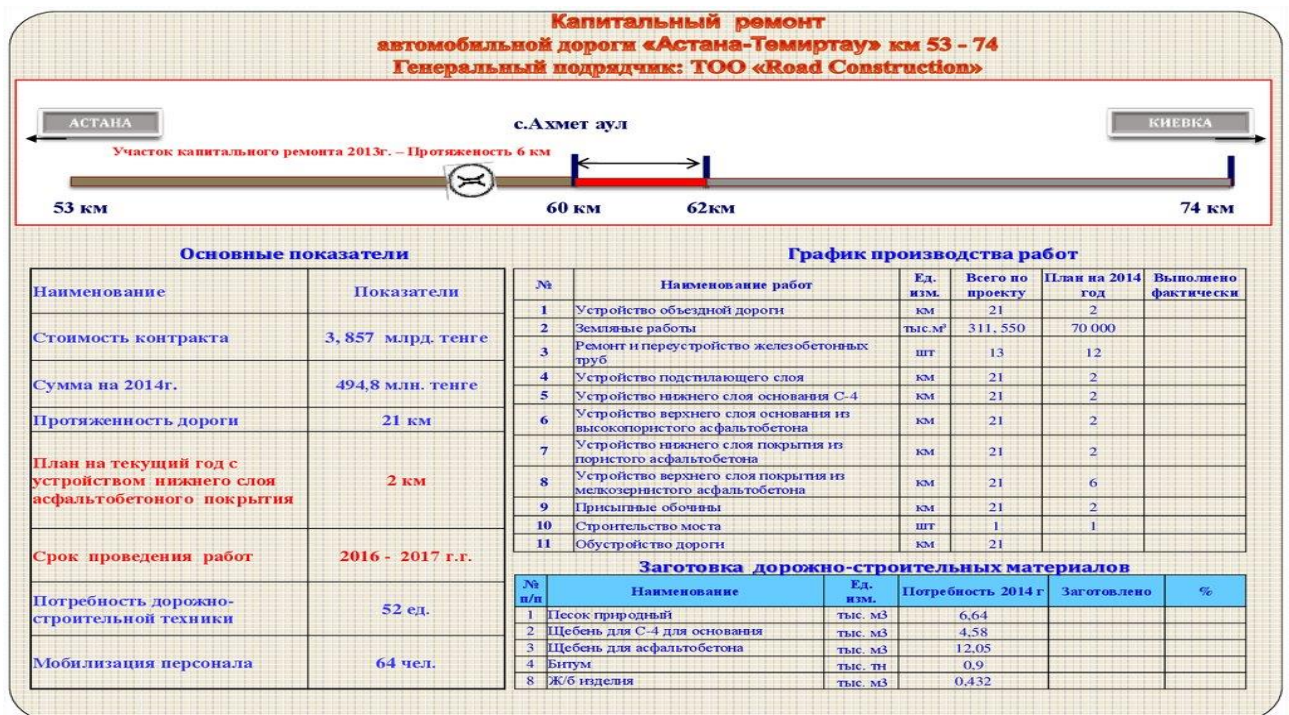 Капитальный ремонт
автомобильной дороги «Астана-Темиртау» км 53 - 74
Генеральный подрядчик: ТОО «Road Construction»
АСТАНА
с.Ахмет аул
КИЕВКА
Участок капитального ремонта 2013г. – Протяженость 6 км
53 км
60 км
62км
74 км
Основные показатели
Наименование Показатели
Стоимость контракта 3, 857 млрд. тенге
Сумма на 2014г. 494,8 млн. тенге
Протяженность дороги 21 км
План на текущий год с
устройством нижнего слоя 2 км
асфальтобетоного покрытия
Срок проведения работ 2016 - 2017 г.г.
Потребность дорожно-
строительной техники 52 ед.
Мобилизация персонала 64 чел.
График производства работ
№ Наименование работ Ед. изм. Всего по проекту План на 2014 год Выполнено фактически
1 Устройство объездной дороги км 21 2
2 Земляные работы тыс.м³ 311, 550 70 000
3 Ремонт и переустройство железобетонных
труб шт 13 12
4 Устройство подстилающего слоя км 21 2
5 Устройство нижнего слоя основания С-4 км 21 2
6 Устройство верхнего слоя основания из
высокопористого асфальтобетона км 21 2
7 Устройство нижнего слоя покрытия из
пористого асфальтобетона км 21 2
8 Устройство верхнего слоя покрытия из
мелкозернистого асфальтобетона км 21 6
9 Присыпные обочины км 21 2
10 Строительство моста шт 1 1
11 Обустройство дороги км 21
Заготовка дорожно-строительных материалов
№ п/п Наименование Ед. изм. Потребность 2014 г Заготовлено %
1 Песок природный тыс. м3 6,64
2 Щебень для С-4 для основания тыс. м3 4,58
3 Щебень для асфальтобетона тыс. м3 12,05
4 Битум тыс. тн 0,9
8 Ж/б изделия тыс. м3 0,432